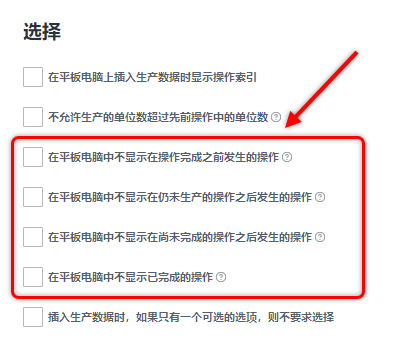 选择
在平板电脑上插入生产数据时显示操作索引
不允许生产的单位数超过先前操作中的单位数
在平板电脑中不显示在操作完成之前发生的操作
在平板电脑中不显示在仍未生产的操作之后发生的操作
在平板电脑中不显示在尚未完成的操作之后发生的操作
在平板电脑中不显示已完成的操作
插入生产数据时，如果只有一个可选的选项，则不要求选择